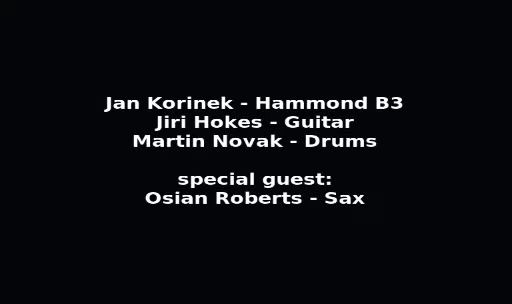 Jan Korinek - Hammond B3
Jiri Hokes - Guitar
Martin Novak - Drums
special guest:
Osian Roberts - Sax